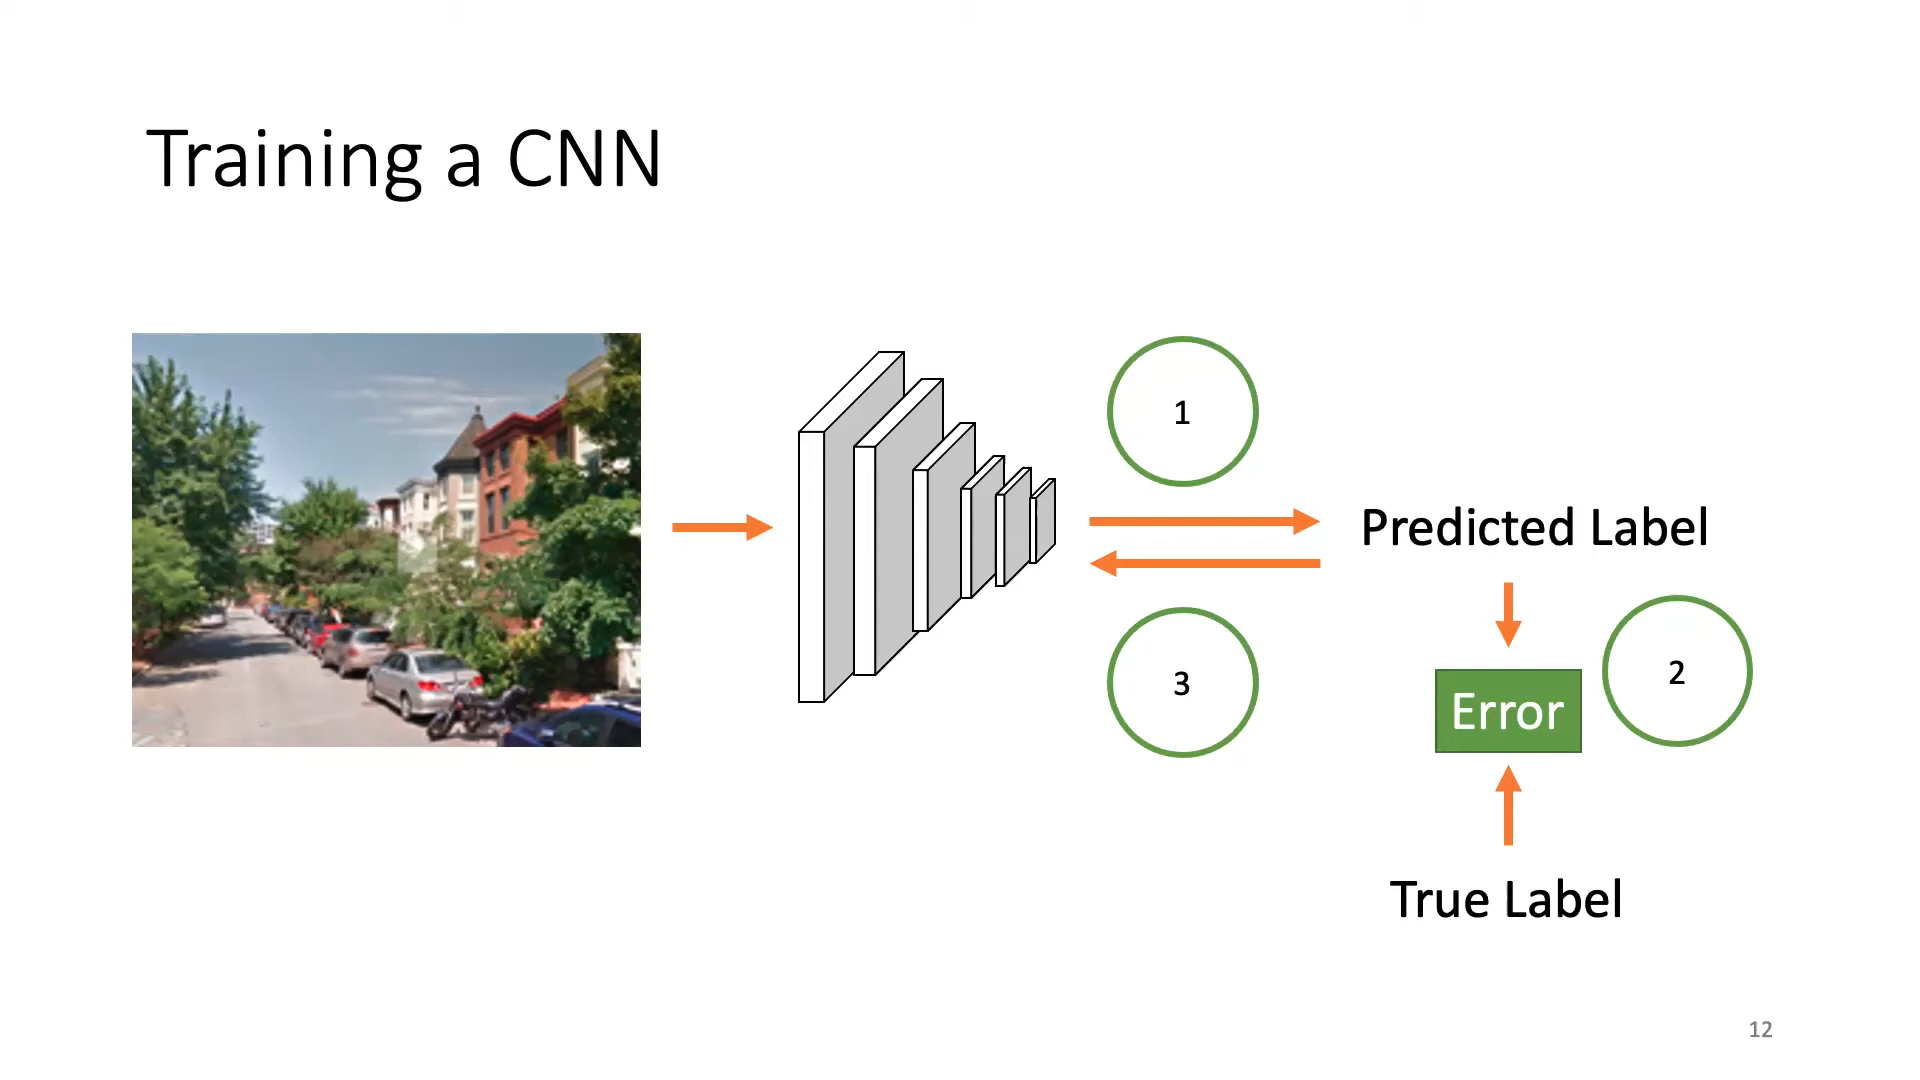 Training a CNN
1
Predicted Label
3
Error
2
True Label
12